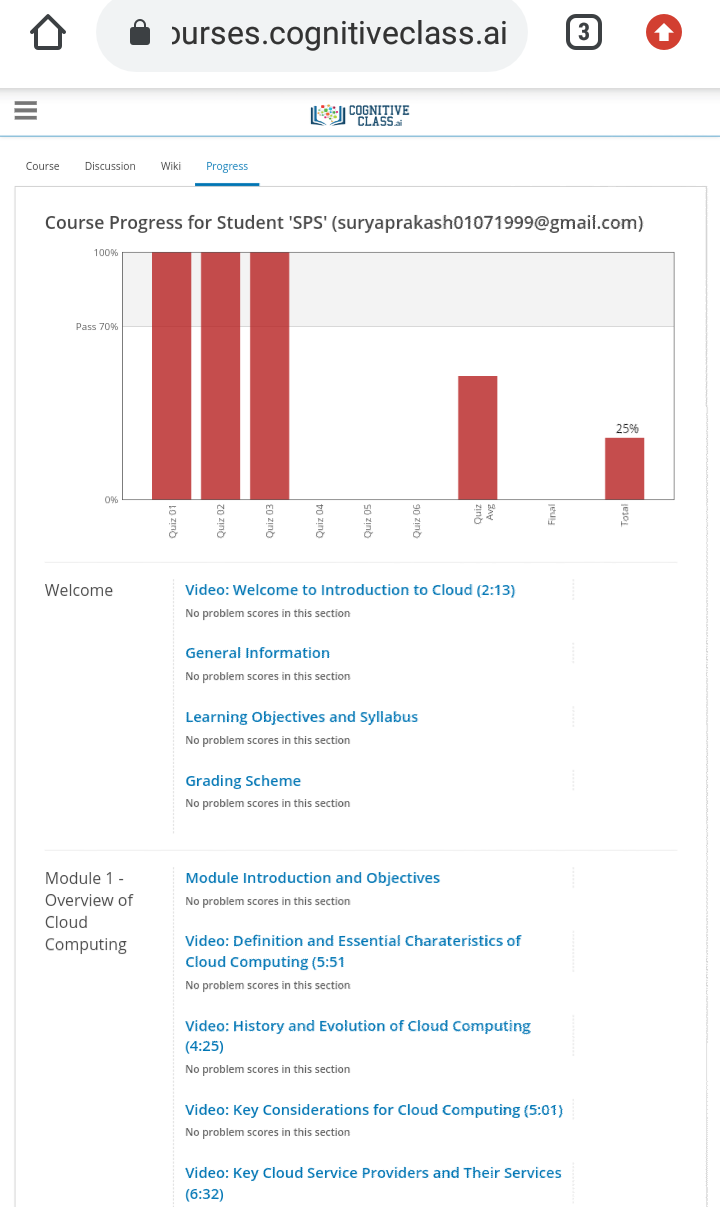 ourses.cognitiveclass.ai
3
COGNITIVE
CLASS.ai
Course Discussion Wiki Progress
Course Progress for Student 'SPS' (suryaprakash01071999@gmail.com)
100%
Pass 70%
25%
0%
Quiz 01
Quiz 02
Quiz 03
Quiz 04
Quiz 05
Quiz 06
Quiz
Avg
Final
Total
Welcome
Video: Welcome to Introduction to Cloud (2:13)
No problem scores in this section
General Information
No problem scores in this section
Learning Objectives and Syllabus
No problem scores in this section
Grading Scheme
No problem scores in this section
Module 1 -
Overview of
Cloud
Computing
Module Introduction and Objectives
No problem scores in this section
Video: Definition and Essential Charateristics of
Cloud Computing (5:51
No problem scores in this section
Video: History and Evolution of Cloud Computing
(4:25)
No problem scores in this section
Video: Key Considerations for Cloud Computing (5:01)
No problem scores in this section
Video: Key Cloud Service Providers and Their Services
(6:32)